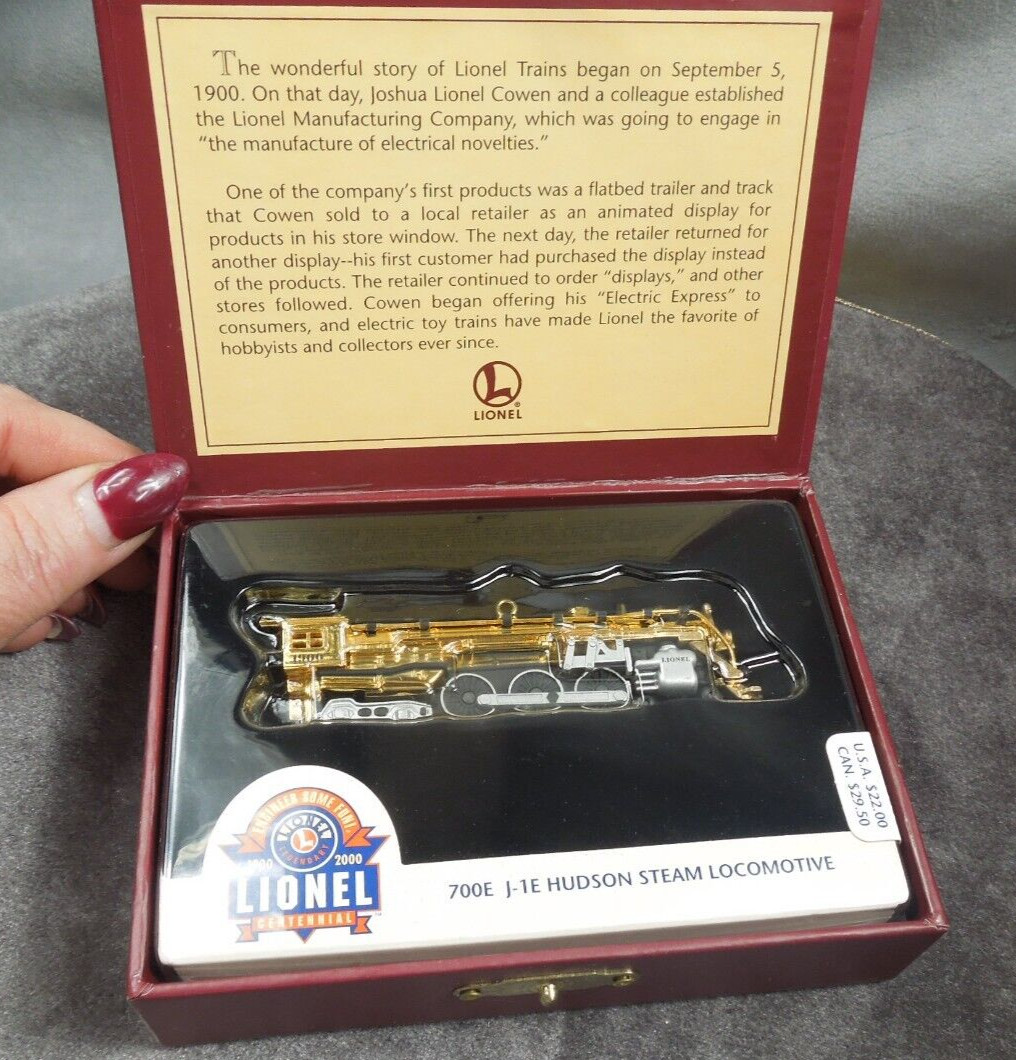 The wonderful story of Lionel Trains began on September 5,
1900. On that day, Joshua Lionel Cowen and a colleague established
the Lionel Manufacturing Company, which was going to engage in
“the manufacture of electrical novelties.”
One of the company's first products was a flatbed trailer and track
that Cowen sold to a local retailer as an animated display for
products in his store window. The next day, the retailer returned for
another display--his first customer had purchased the display instead
of the products. The retailer continued to order “displays,” and other
stores followed. Cowen began offering his “Electric Express” to
consumers, and electric toy trains have made Lionel the favorite of
hobbyists and collectors ever since.
L
®
LIONEL
LIONEL
U.S.A. $22.00
CAN. $29.50
ENGINEER SOME FUN!
LIONEL
L
LEGENDARY
1900 2000
LIONEL
CENTENNIAL
™
700E J-1E HUDSON STEAM LOCOMOTIVE